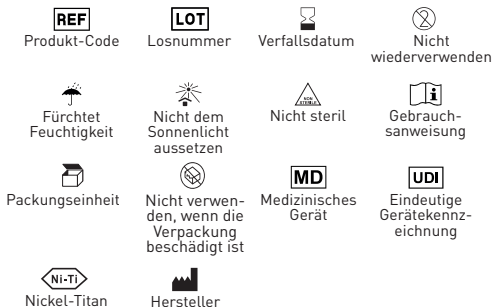 REF
LOT
Produkt-Code
Losnummer
Verfallsdatum
Nicht
wiederverwenden
NON
STERILE
Fürchtet
Feuchtigkeit
Nicht dem
Sonnenlicht
aussetzen
Nicht steril
Gebrauch-
sanweisung
MD
UDI
Packungseinheit
Nicht verwen-
den, wenn die
Verpackung
beschädigt ist
Medizinisches
Gerät
Eindeutige
Gerätekennz-
eichnung
Ni-Ti
Nickel-Titan
Hersteller